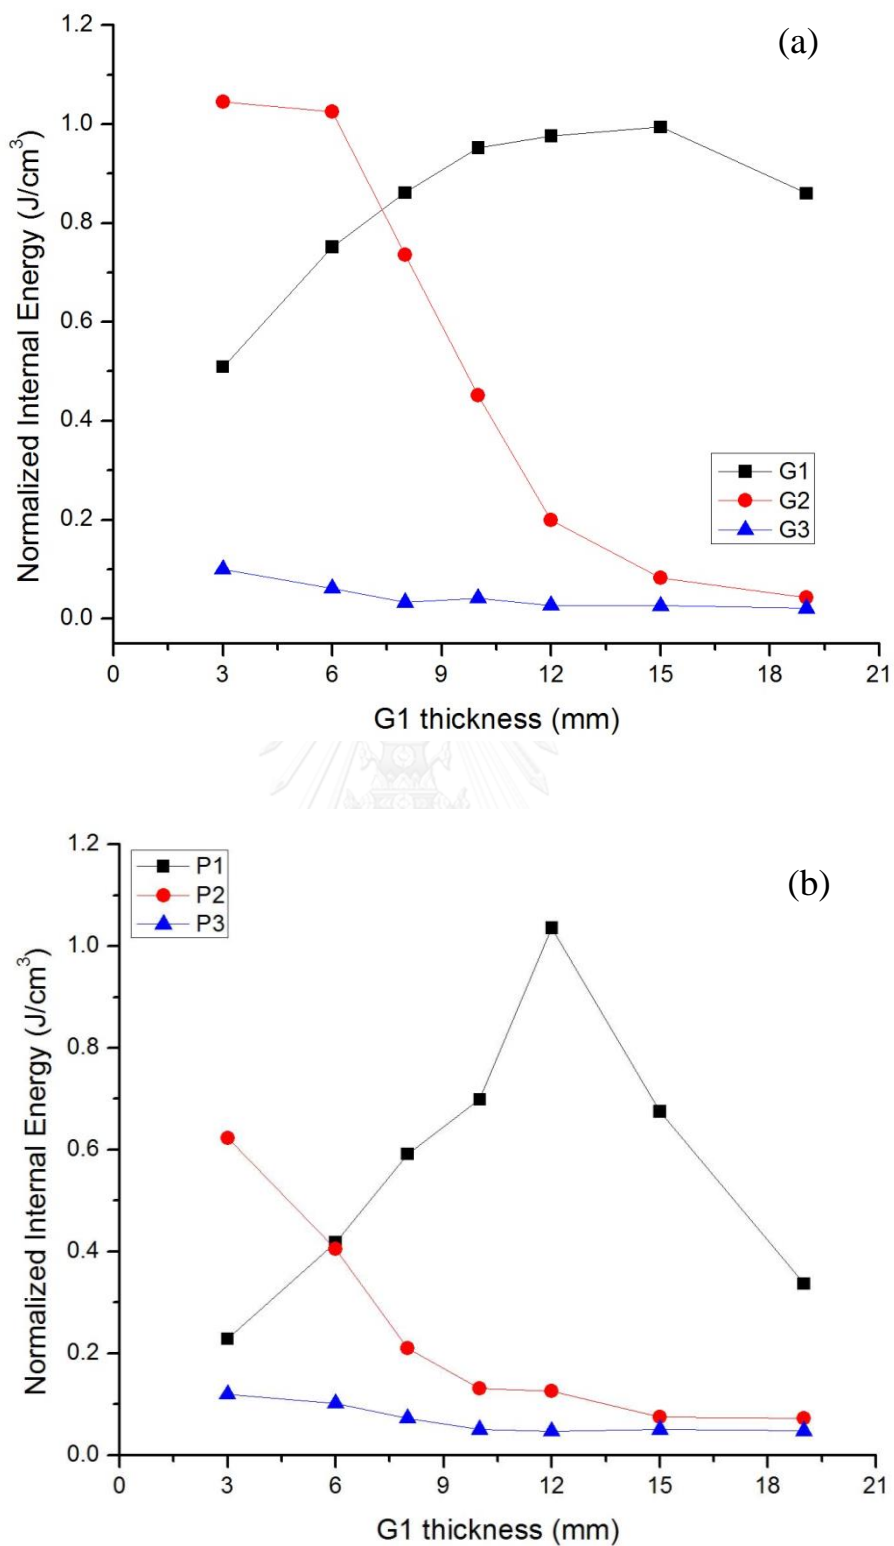 (a)
Normalized Internal Energy (J/cm³)
1.2
1.0
0.8
0.6
0.4
0.2
0.0
G1
G2
G3
0 3 6 9 12 15 18 21
G1 thickness (mm)
(b)
Normalized Internal Energy (J/cm³)
1.2
1.0
0.8
0.6
0.4
0.2
0.0
P1
P2
P3
0 3 6 9 12 15 18 21
G1 thickness (mm)